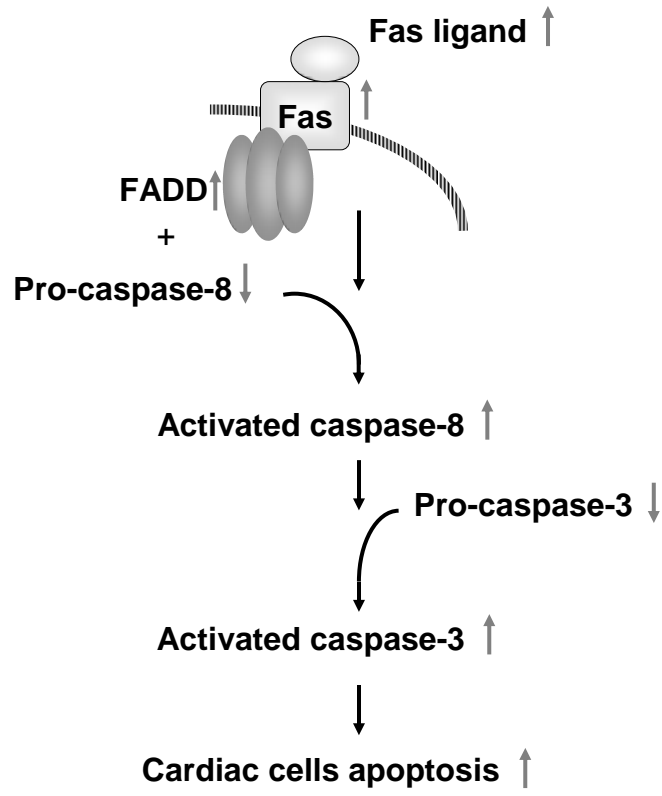 Fas ligand
Fas
FADD
+
Pro-caspase-8
Activated caspase-8
Pro-caspase-3
Activated caspase-3
Cardiac cells apoptosis